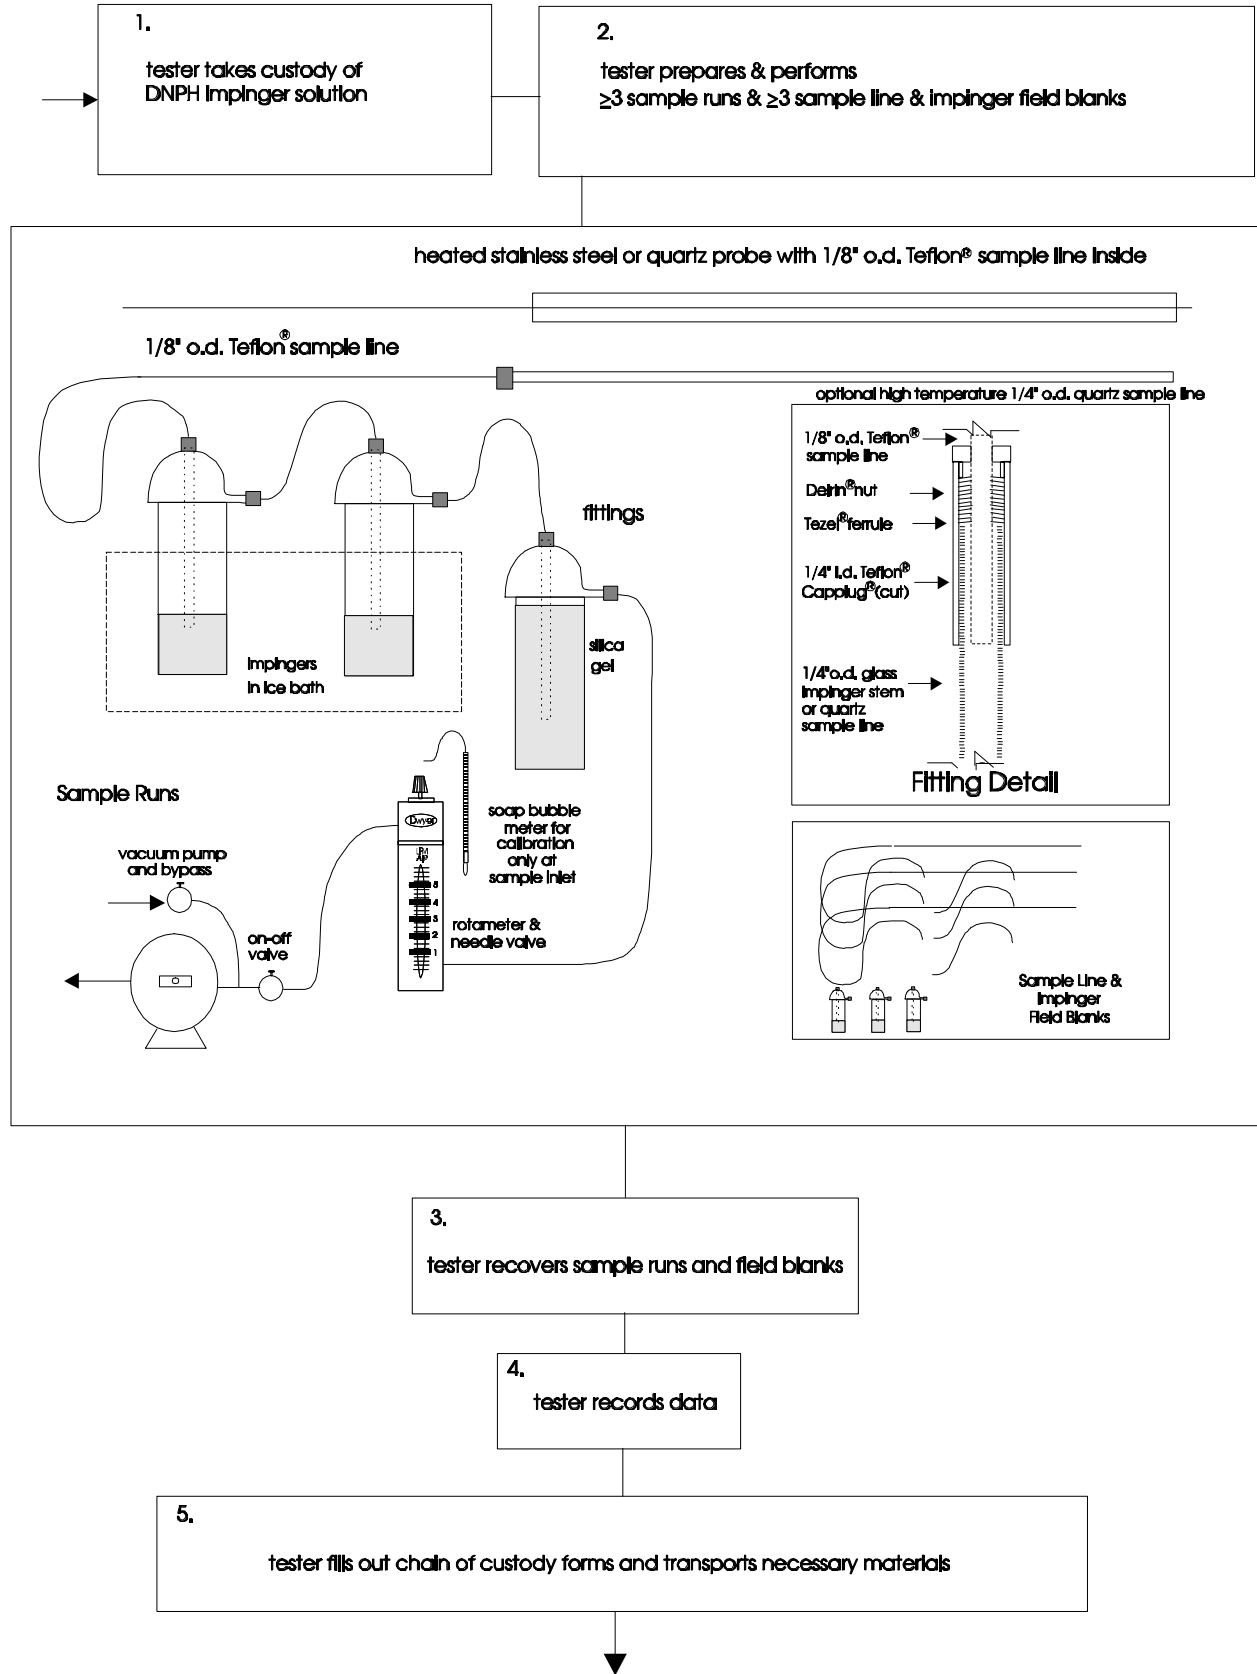 1.
tester takes custody of
DNPH impinger solution
2.
tester prepares & performs
≥3 sample runs & ≥3 sample line & impinger field blanks
heated stainless steel or quartz probe with 1/8" o.d. Teflon® sample line inside
1/8" o.d. Teflon® sample line
optional high temperature 1/4" o.d. quartz sample line
1/8" o.d. Teflon®
sample line
Delrin® nut
Tezel® ferrule
1/4" i.d. Teflon®
Capplug® (cut)
1/4" o.d. glass
impinger stem
or quartz
sample line
Fitting Detail
fittings
impingers
in ice bath
silica
gel
Sample Runs
soap bubble
meter for
calibration
only at
sample inlet
Dwyer
5
4
3
2
1
vacuum pump
and bypass
on-off
valve
rotameter &
needle valve
Sample Line &
Impinger
Field Blanks
3.
tester recovers sample runs and field blanks
4.
tester records data
5.
tester fills out chain of custody forms and transports necessary materials